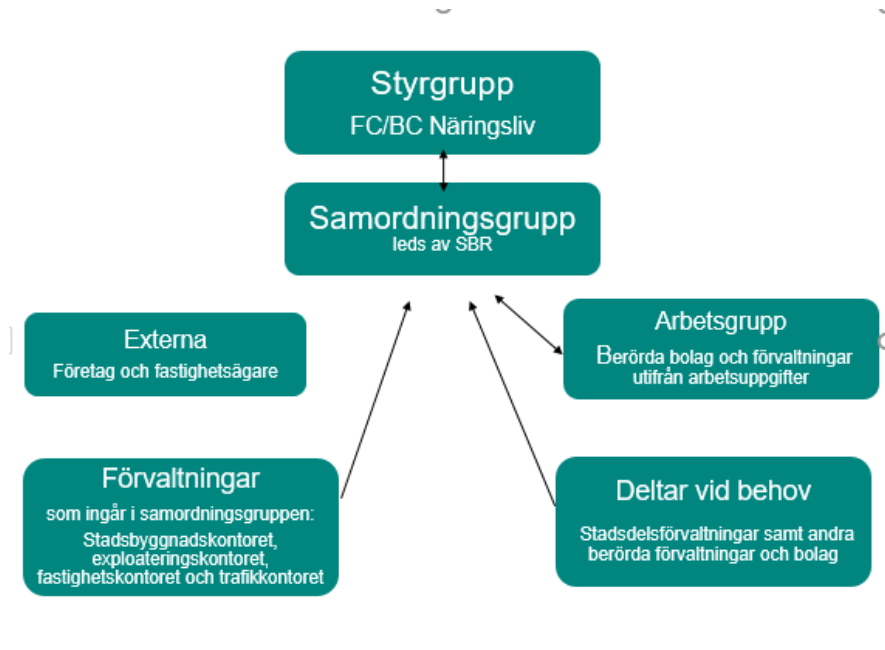 Styrgrupp
FC/BC Näringsliv
Samordningsgrupp
leds av SBR
Externa
Företag och fastighetsägare
Arbetsgrupp
Berörda bolag och förvaltningar
utifrån arbetsuppgifter
Förvaltningar
som ingår i samordningsgruppen:
Stadsbyggnadskontoret,
exploateringskontoret,
fastighetskontoret och trafikkontoret
Deltar vid behov
Stadsdelsförvaltningar samt andra
berörda förvaltningar och bolag